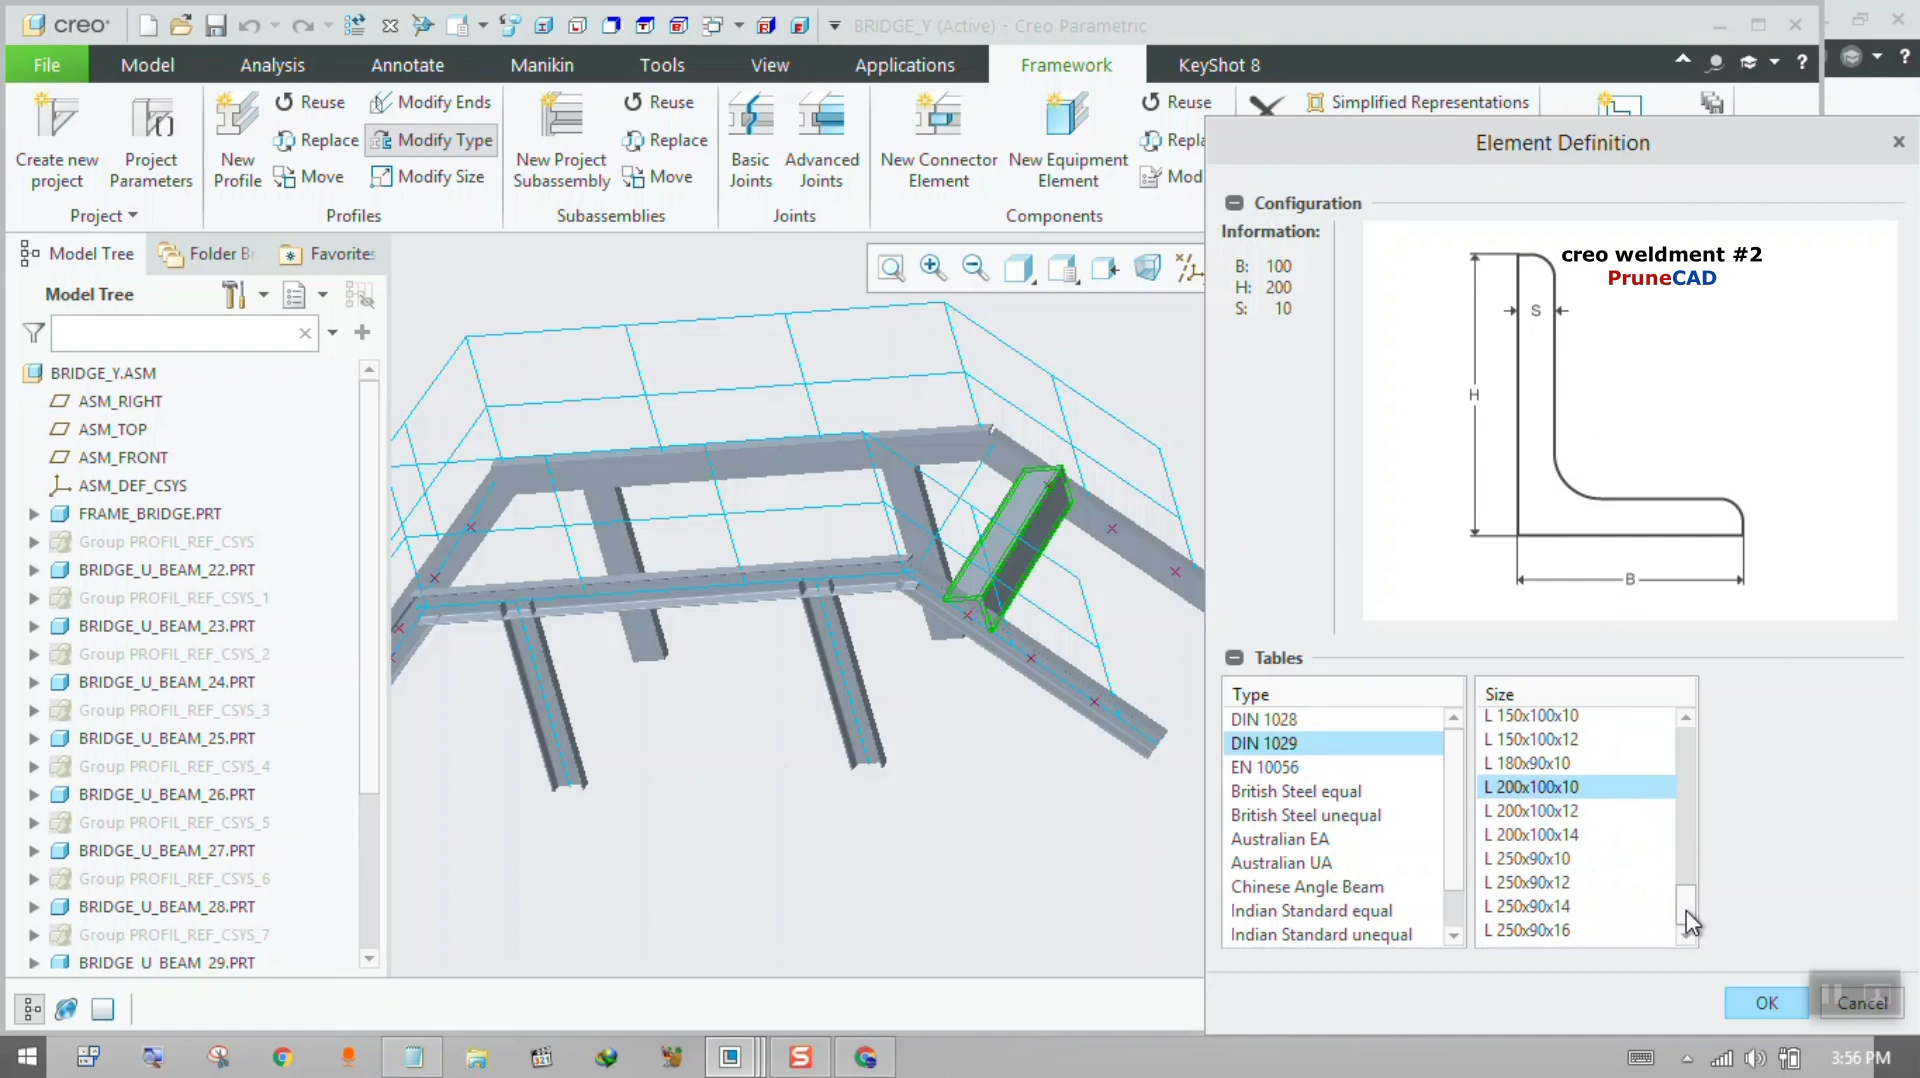 creo
BRIDGE_Y (Active) - Creo Parametric
File Model Analysis Annotate Manikin Tools View Applications Framework KeyShot 8
Create new project
Project Parameters
Project
New Profile
Reuse
Replace
Move
Modify Ends
Modify Type
Modify Size
Profiles
New Project Subassembly
Reuse
Replace
Move
Subassemblies
Basic Joints
Advanced Joints
Joints
New Connector Element
New Equipment Element
Reuse
Repla
Mod
Components
Simplified Representations
Model Tree
Folder Br
Favorites
Model Tree
BRIDGE_Y.ASM
ASM_RIGHT
ASM_TOP
ASM_FRONT
ASM_DEF_CSYS
FRAME_BRIDGE.PRT
Group PROFIL_REF_CSYS
BRIDGE_U_BEAM_22.PRT
Group PROFIL_REF_CSYS_1
BRIDGE_U_BEAM_23.PRT
Group PROFIL_REF_CSYS_2
BRIDGE_U_BEAM_24.PRT
Group PROFIL_REF_CSYS_3
BRIDGE_U_BEAM_25.PRT
Group PROFIL_REF_CSYS_4
BRIDGE_U_BEAM_26.PRT
Group PROFIL_REF_CSYS_5
BRIDGE_U_BEAM_27.PRT
Group PROFIL_REF_CSYS_6
BRIDGE_U_BEAM_28.PRT
Group PROFIL_REF_CSYS_7
BRIDGE_U_BEAM_29.PRT
Element Definition
Configuration
Information:
B: 100
H: 200
S: 10
creo weldment #2
PruneCAD
S
H
B
Tables
Type
DIN 1028
DIN 1029
EN 10056
British Steel equal
British Steel unequal
Australian EA
Australian UA
Chinese Angle Beam
Indian Standard equal
Indian Standard unequal
Size
L 150x100x10
L 150x100x12
L 180x90x10
L 200x100x10
L 200x100x12
L 200x100x14
L 250x90x10
L 250x90x12
L 250x90x14
L 250x90x16
OK
Cancel
321
S
3:56 PM